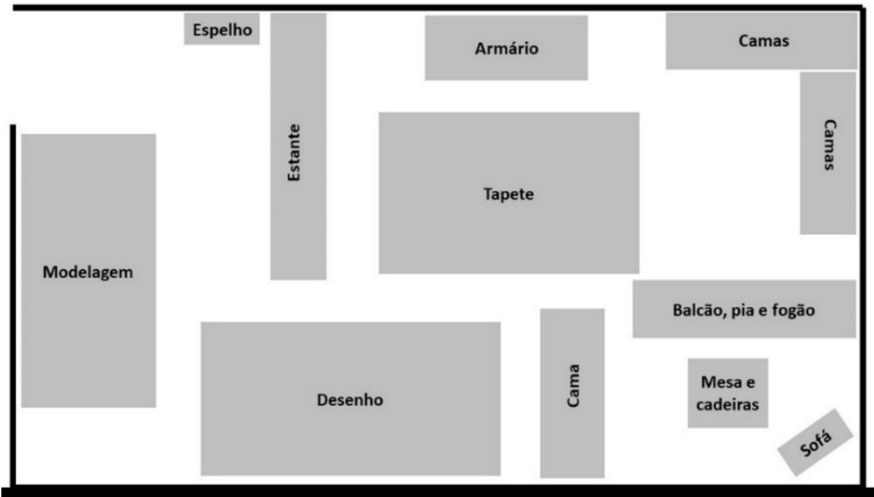 Espelho
Armário
Camas
Estante
Camas
Tapete
Modelagem
Balcão, pia e fogão
Desenho
Cama
Mesa e
cadeiras
Sofá